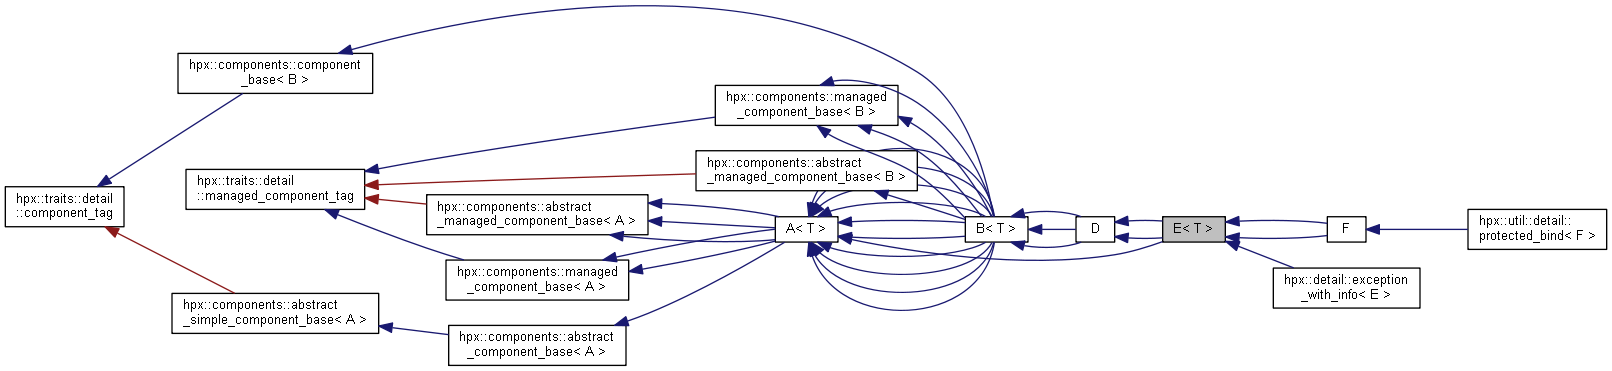 hpx::components::component
_base< B >
hpx::components::managed
_component_base< B >
hpx::components::abstract
_managed_component_base< B >
hpx::traits::detail
::managed_component_tag
hpx::traits::detail
::component_tag
hpx::components::abstract
_managed_component_base< A >
A< T >
B< T >
D
E< T >
F
hpx::util::detail::
protected_bind< F >
hpx::components::managed
_component_base< A >
hpx::detail::exception
_with_info< E >
hpx::components::abstract
_simple_component_base< A >
hpx::components::abstract
_component_base< A >